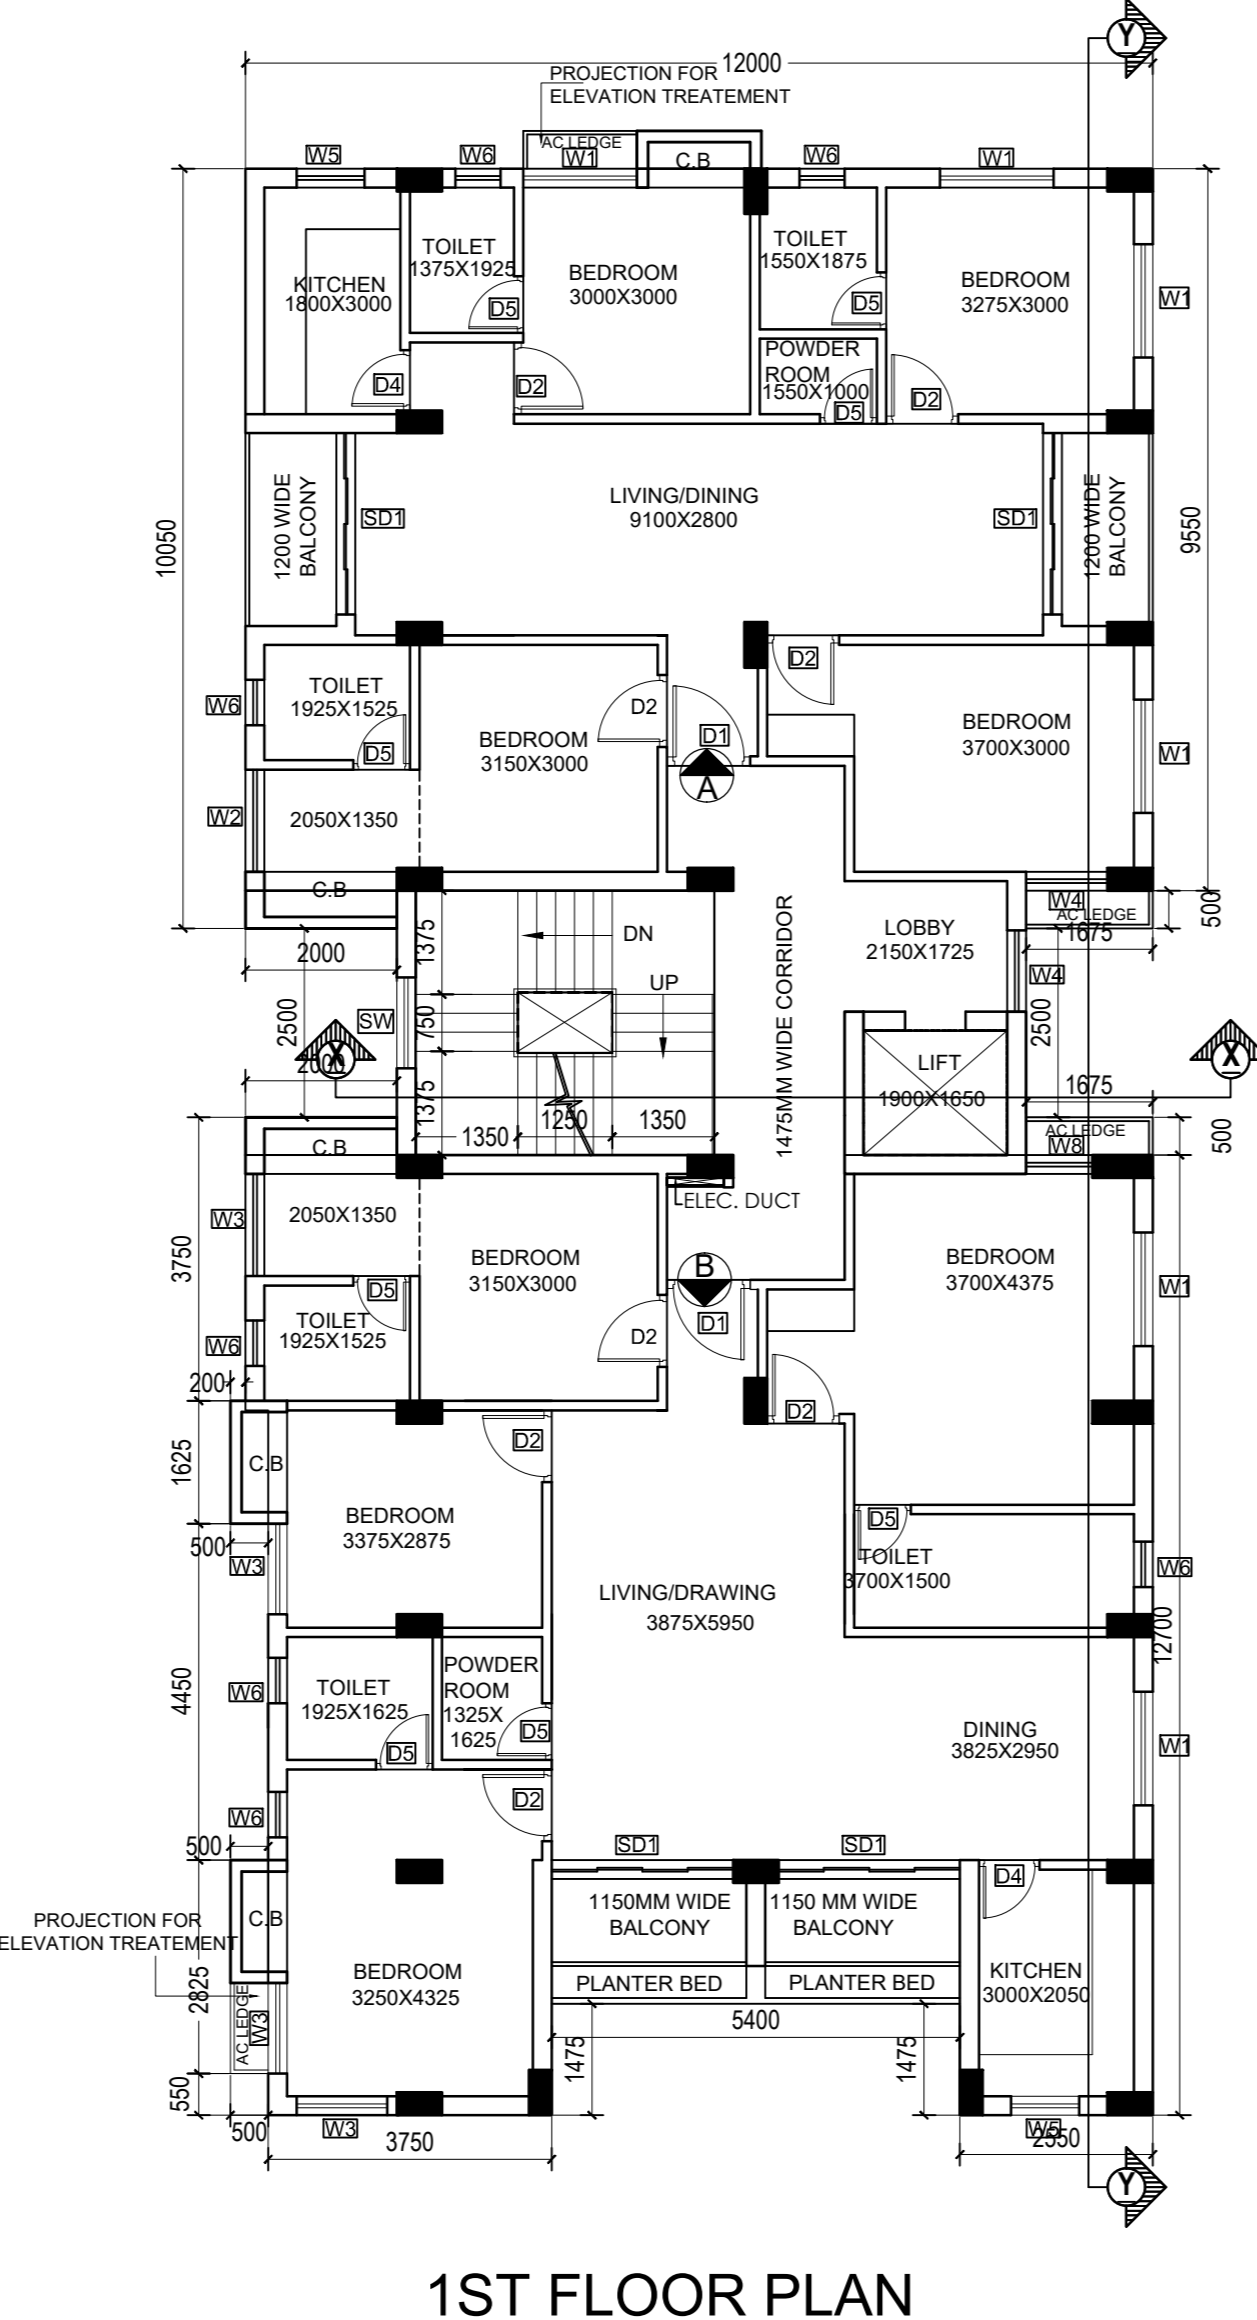 Y
12000
PROJECTION FOR
ELEVATION TREATEMENT
AC LEDGE
W5
W6
W1
C.B
W6
W1
TOILET
1375X1925
KITCHEN
1800X3000
BEDROOM
3000X3000
TOILET
1550X1875
BEDROOM
3275X3000
W1
D5
D5
D4
D2
POWDER
ROOM
1550X1000
D5
D2
10050
1200 WIDE
BALCONY
SD1
LIVING/DINING
9100X2800
SD1
1200 WIDE
BALCONY
9550
TOILET
1925X1525
W6
D5
D2
BEDROOM
3150X3000
D1
A
D2
BEDROOM
3700X3000
W1
W2
2050X1350
C.B
2000
1375
DN
UP
1475MM WIDE CORRIDOR
LOBBY
2150X1725
W4
AC LEDGE
1675
500
W4
2500
SW
750
2500
X
2000
X
LIFT
1900X1650
1675
1375
1350
1250
1350
C.B
AC LEDGE
W8
500
ELEC. DUCT
W3
2050X1350
3750
BEDROOM
3150X3000
B
D1
BEDROOM
3700X4375
W1
D5
TOILET
1925X1525
W6
D2
200
D2
D2
1625
C.B
BEDROOM
3375X2875
500
W3
D5
TOILET
3700X1500
W6
LIVING/DRAWING
3875X5950
12700
4450
TOILET
1925X1625
W6
POWDER
ROOM
1325X
1625
D5
D5
DINING
3825X2950
W1
D2
W6
500
SD1
SD1
D4
C.B
PROJECTION FOR
ELEVATION TREATEMENT
1150MM WIDE
BALCONY
1150 MM WIDE
BALCONY
BEDROOM
3250X4325
PLANTER BED
PLANTER BED
KITCHEN
3000X2050
2825
AC LEDGE
W3
5400
1475
1475
550
500
W3
3750
W5
2550
Y
1ST FLOOR PLAN